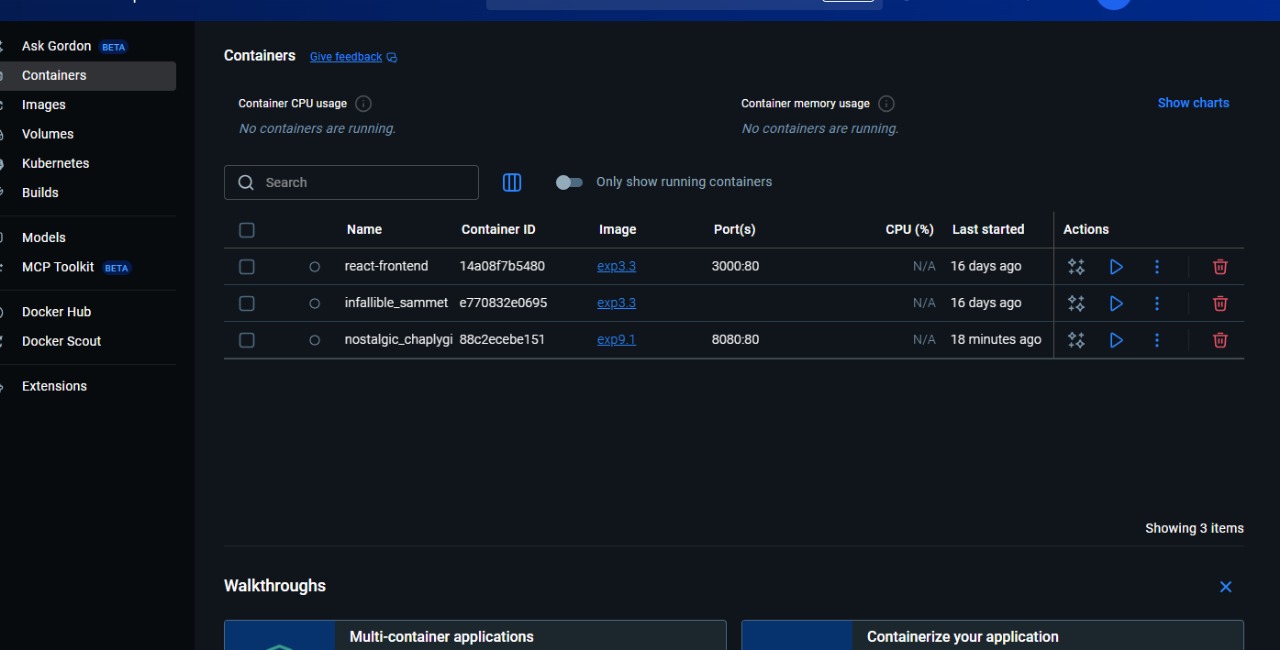 Ask Gordon BETA
Containers
Images
Volumes
Kubernetes
Builds
Models
MCP Toolkit BETA
Docker Hub
Docker Scout
Extensions
Containers Give feedback
Container CPU usage
No containers are running.
Container memory usage
No containers are running.
Show charts
Search
Only show running containers
Name Container ID Image Port(s) CPU (%) Last started Actions
react-frontend 14a08f7b5480 exp3.3 3000:80 N/A 16 days ago
infallible_sammet e770832e0695 exp3.3 N/A 16 days ago
nostalgic_chaplygi 88c2ecebe151 exp9.1 8080:80 N/A 18 minutes ago
Showing 3 items
Walkthroughs
Multi-container applications
Containerize your application